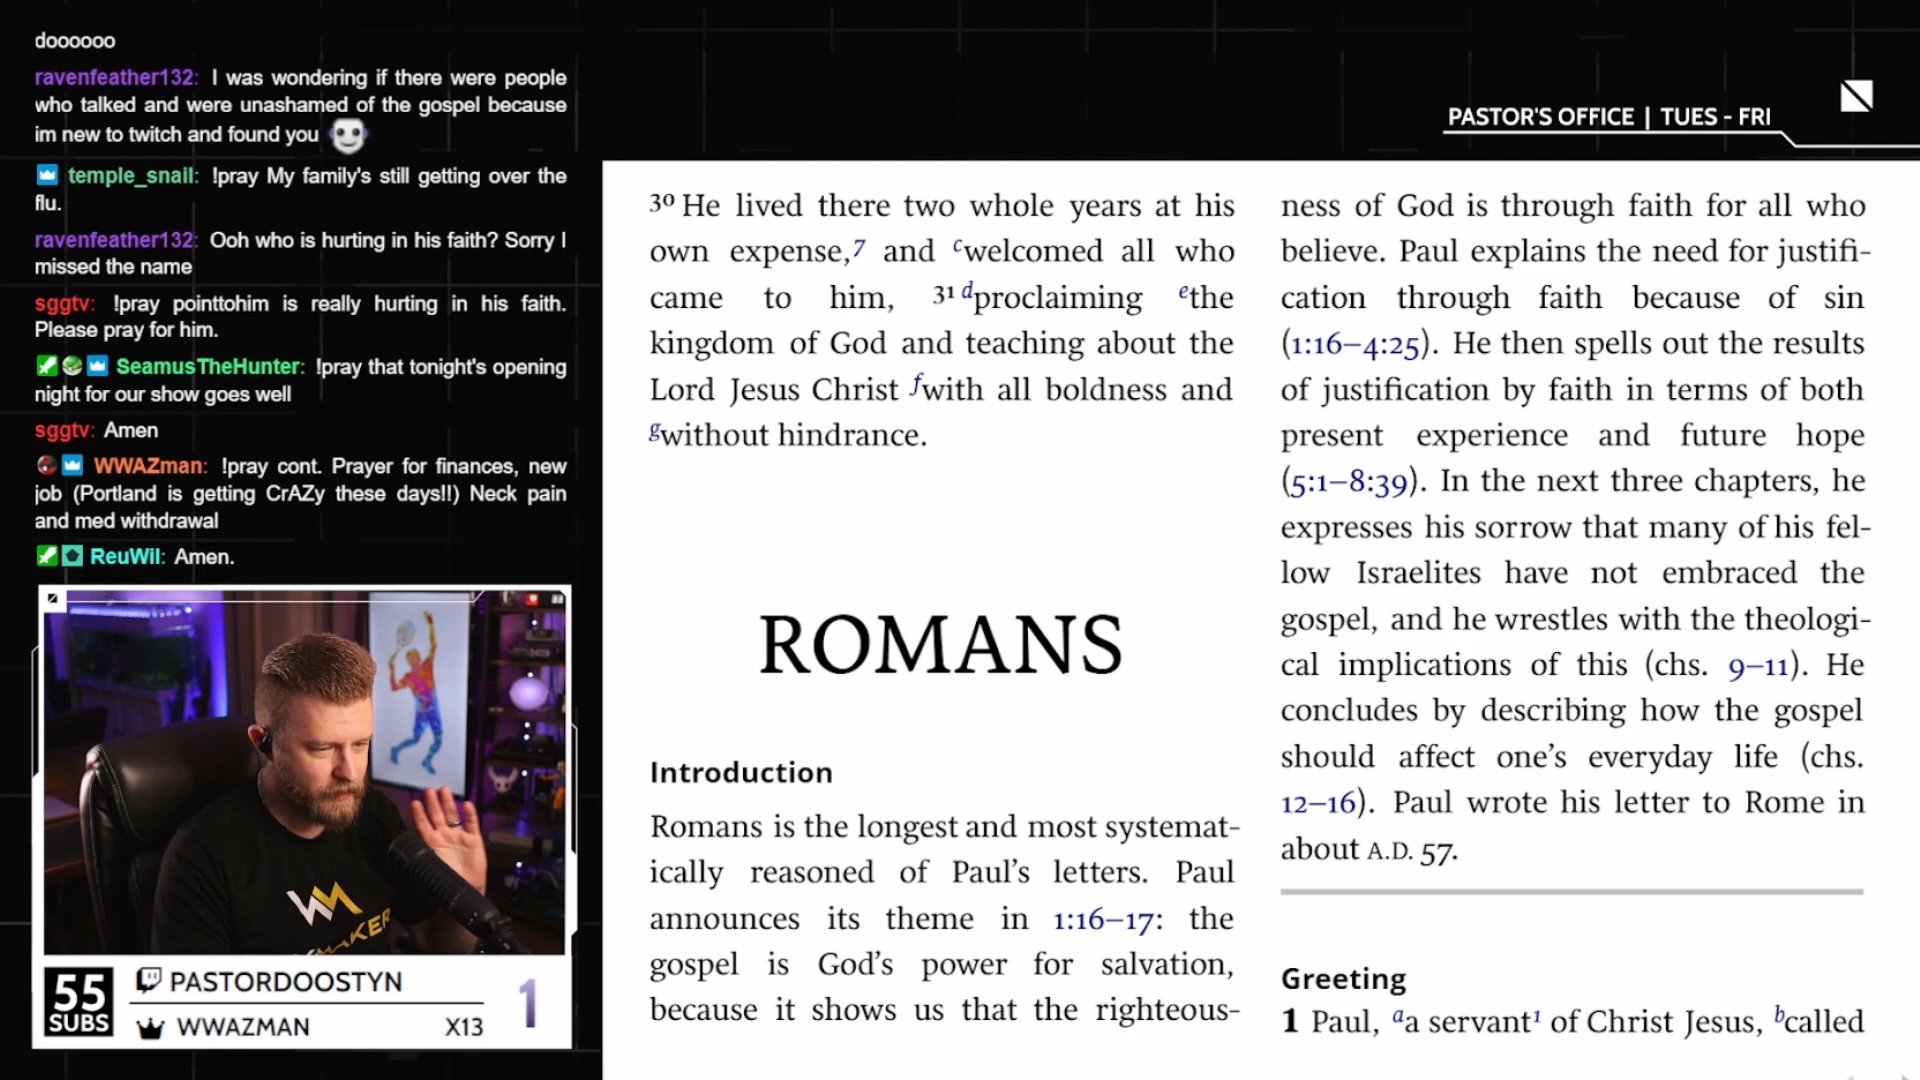 doooooo
ravenfeather132: I was wondering if there were people
who talked and were unashamed of the gospel because
im new to twitch and found you
temple_snail: !pray My family's still getting over the
flu.
ravenfeather132: Ooh who is hurting in his faith? Sorry I
missed the name
sggtv: !pray pointtohim is really hurting in his faith.
Please pray for him.
SeamusTheHunter: !pray that tonight's opening
night for our show goes well
sggtv: Amen
WWAZman: !pray cont. Prayer for finances, new
job (Portland is getting CrAZy these days!!) Neck pain
and med withdrawal
ReuWil: Amen.
55
SUBS
PASTORDOOSTYN
WWAZMAN X13
1
PASTOR'S OFFICE | TUES - FRI
30 He lived there two whole years at his
own expense,7 and cwelcomed all who
came to him, 31 dproclaiming ethe
kingdom of God and teaching about the
Lord Jesus Christ fwith all boldness and
gwithout hindrance.
ROMANS
Introduction
Romans is the longest and most systemat-
ically reasoned of Paul's letters. Paul
announces its theme in 1:16–17: the
gospel is God's power for salvation,
because it shows us that the righteous-
ness of God is through faith for all who
believe. Paul explains the need for justifi-
cation through faith because of sin
(1:16–4:25). He then spells out the results
of justification by faith in terms of both
present experience and future hope
(5:1–8:39). In the next three chapters, he
expresses his sorrow that many of his fel-
low Israelites have not embraced the
gospel, and he wrestles with the theologi-
cal implications of this (chs. 9–11). He
concludes by describing how the gospel
should affect one's everyday life (chs.
12–16). Paul wrote his letter to Rome in
about A.D. 57.
Greeting
1 Paul, aa servant1 of Christ Jesus, bcalled